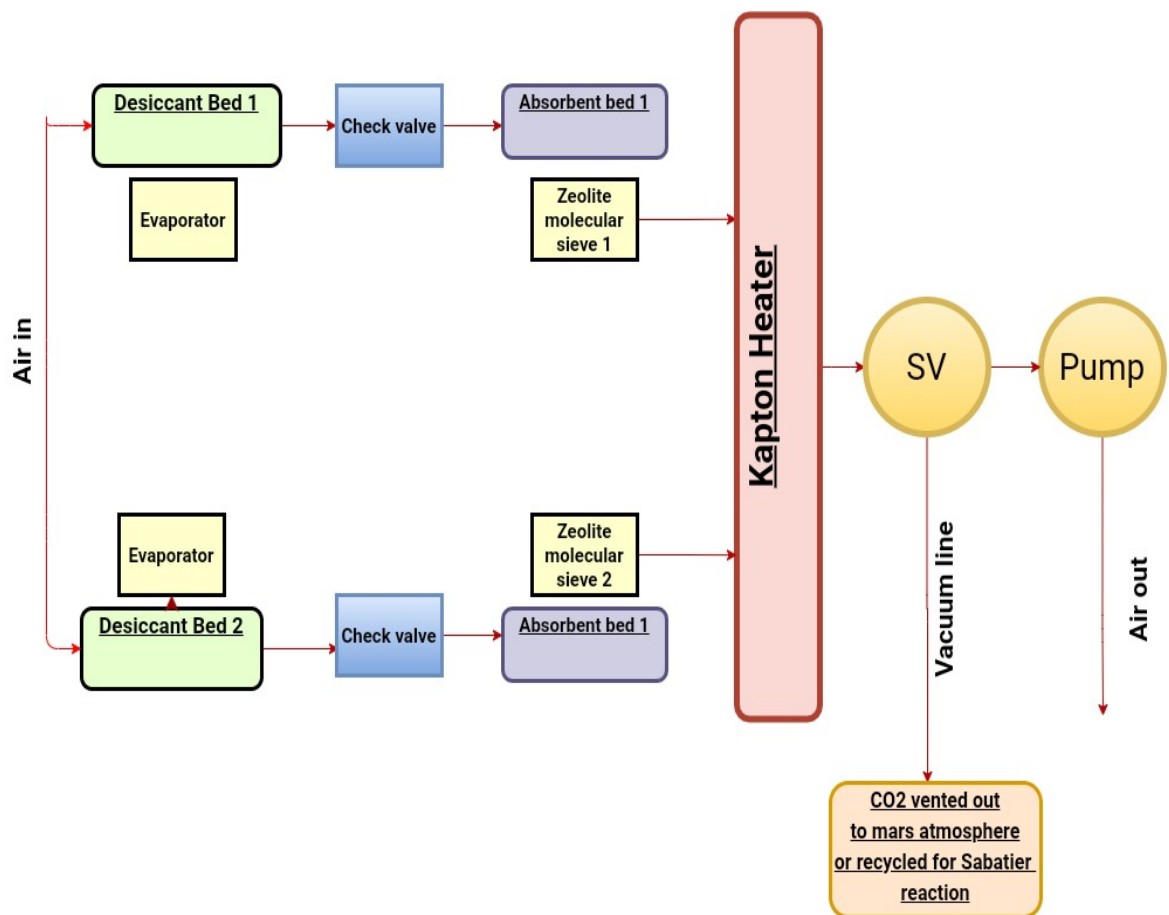 Desiccant Bed 1
Check valve
Absorbent bed 1
Evaporator
Zeolite
molecular
sieve 1
Air in
Kapton Heater
SV
Pump
Evaporator
Zeolite
molecular
sieve 2
Desiccant Bed 2
Check valve
Absorbent bed 1
Vacuum line
Air out
CO2 vented out
to mars atmosphere
or recycled for Sabatier
reaction